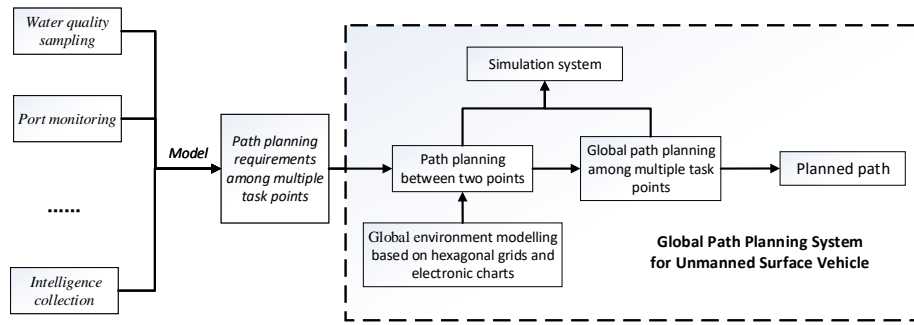 Water quality
sampling
Port monitoring
......
Intelligence
collection
Model
Path planning
requirements
among multiple
task points
Simulation system
Path planning
between two points
Global path planning
among multiple task
points
Planned path
Global environment modelling
based on hexagonal grids and
electronic charts
Global Path Planning System
for Unmanned Surface Vehicle